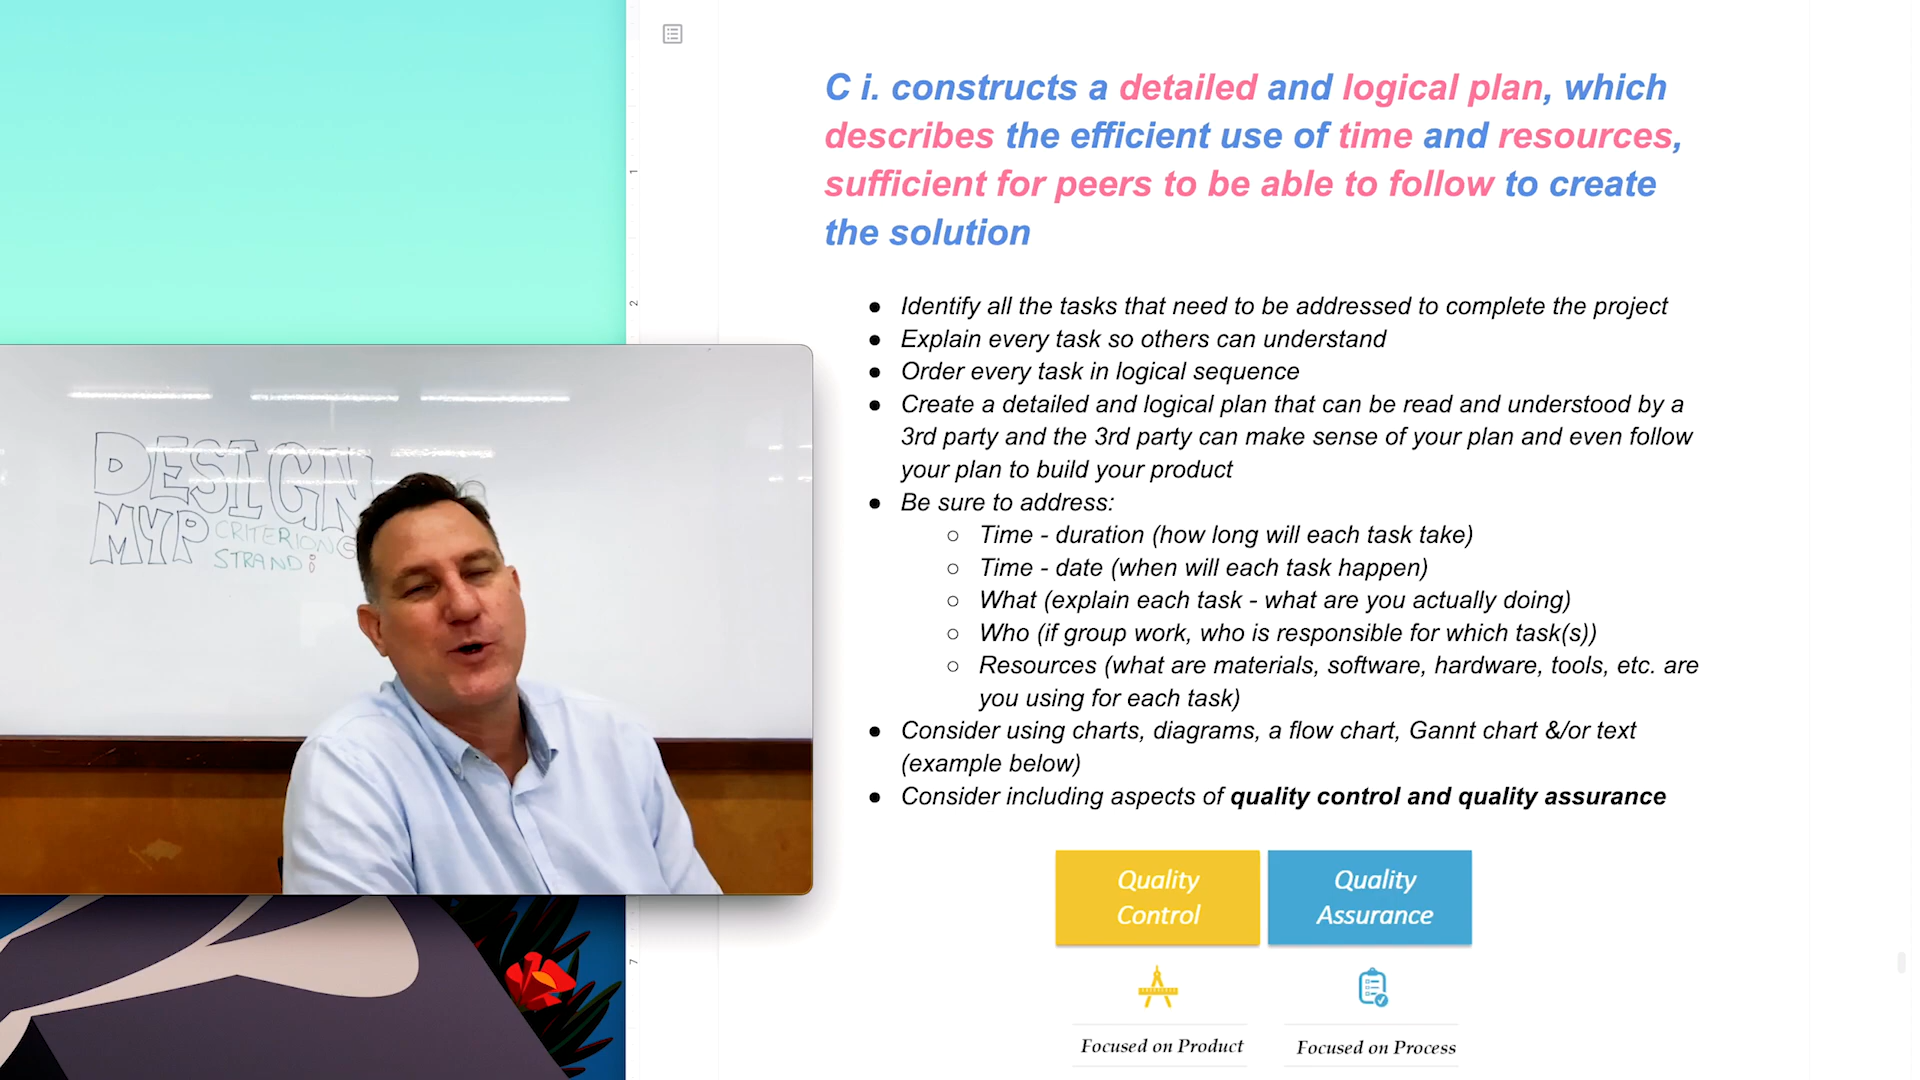 C i. constructs a detailed and logical plan, which
describes the efficient use of time and resources,
sufficient for peers to be able to follow to create
the solution
● Identify all the tasks that need to be addressed to complete the project
● Explain every task so others can understand
● Order every task in logical sequence
● Create a detailed and logical plan that can be read and understood by a
3rd party and the 3rd party can make sense of your plan and even follow
your plan to build your product
● Be sure to address:
○ Time - duration (how long will each task take)
○ Time - date (when will each task happen)
○ What (explain each task - what are you actually doing)
○ Who (if group work, who is responsible for which task(s))
○ Resources (what are materials, software, hardware, tools, etc. are
you using for each task)
● Consider using charts, diagrams, a flow chart, Gannt chart &/or text
(example below)
● Consider including aspects of quality control and quality assurance
Quality
Control
Quality
Assurance
Focused on Product
Focused on Process
DESIGN
MYP CRITERION C
STRAND i
1
2
7